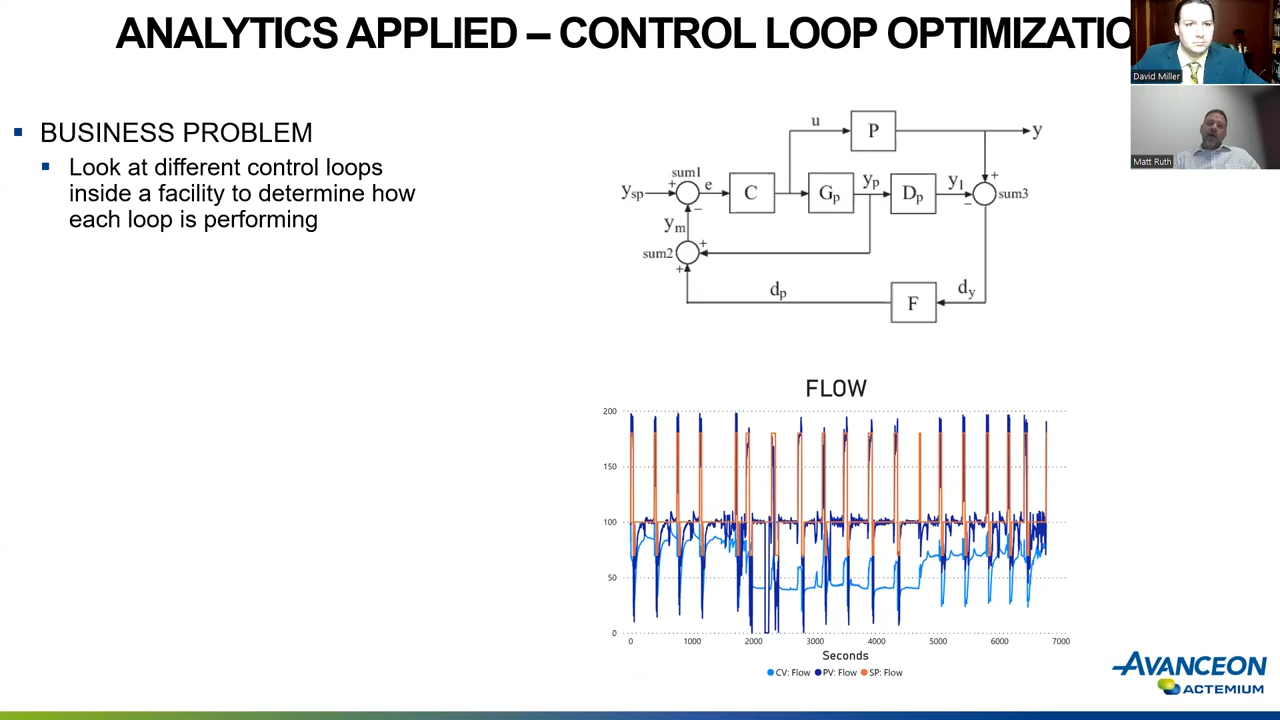 ANALYTICS APPLIED – CONTROL LOOP OPTIMIZATIO
David Miller
Matt Ruth
▪ BUSINESS PROBLEM
▪ Look at different control loops
inside a facility to determine how
each loop is performing
u
P
y
sum1
+
ysp
e
C
Gp
yp
Dp
y1
+
sum3
−
−
ym
sum2
+
+
dp
F
dy
FLOW
200
150
100
50
0
0 1000 2000 3000 4000 5000 6000 7000
Seconds
CV: Flow PV: Flow SP: Flow
AVANCEON
ACTEMIUM